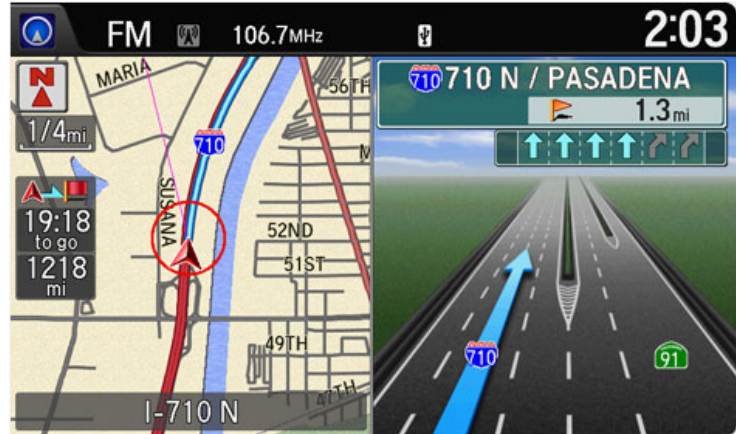 FM 106.7MHz 2:03
N
1/4mi
19:18
to go
1218
mi
MARIA
56TH
710
SUSANA
52ND
51ST
49TH
47TH
I-710 N
710 710 N / PASADENA
1.3mi
710
91